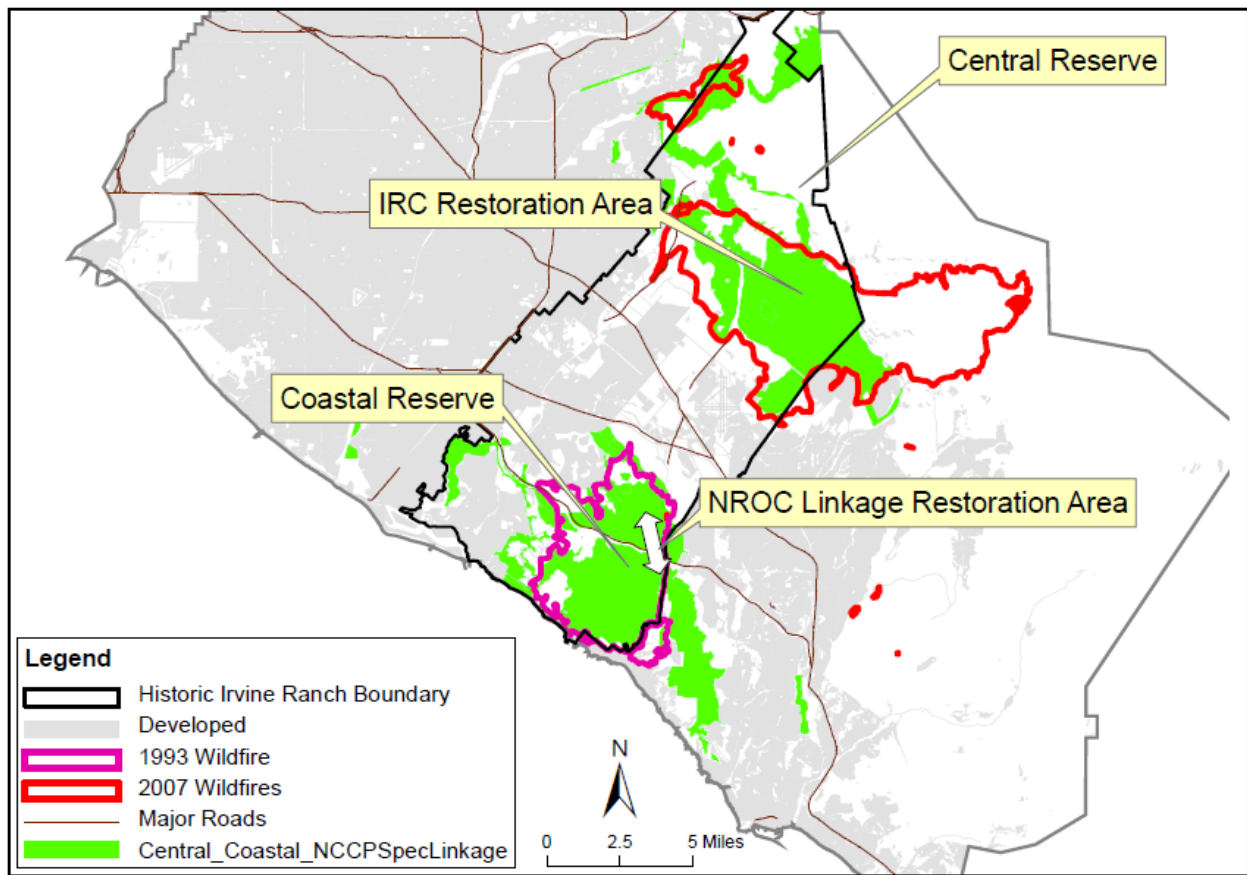 Central Reserve
IRC Restoration Area
Coastal Reserve
NROC Linkage Restoration Area
Legend
Historic Irvine Ranch Boundary
Developed
1993 Wildfire
2007 Wildfires
Major Roads
Central_Coastal_NCCPSpecLinkage
N
0 2.5 5 Miles